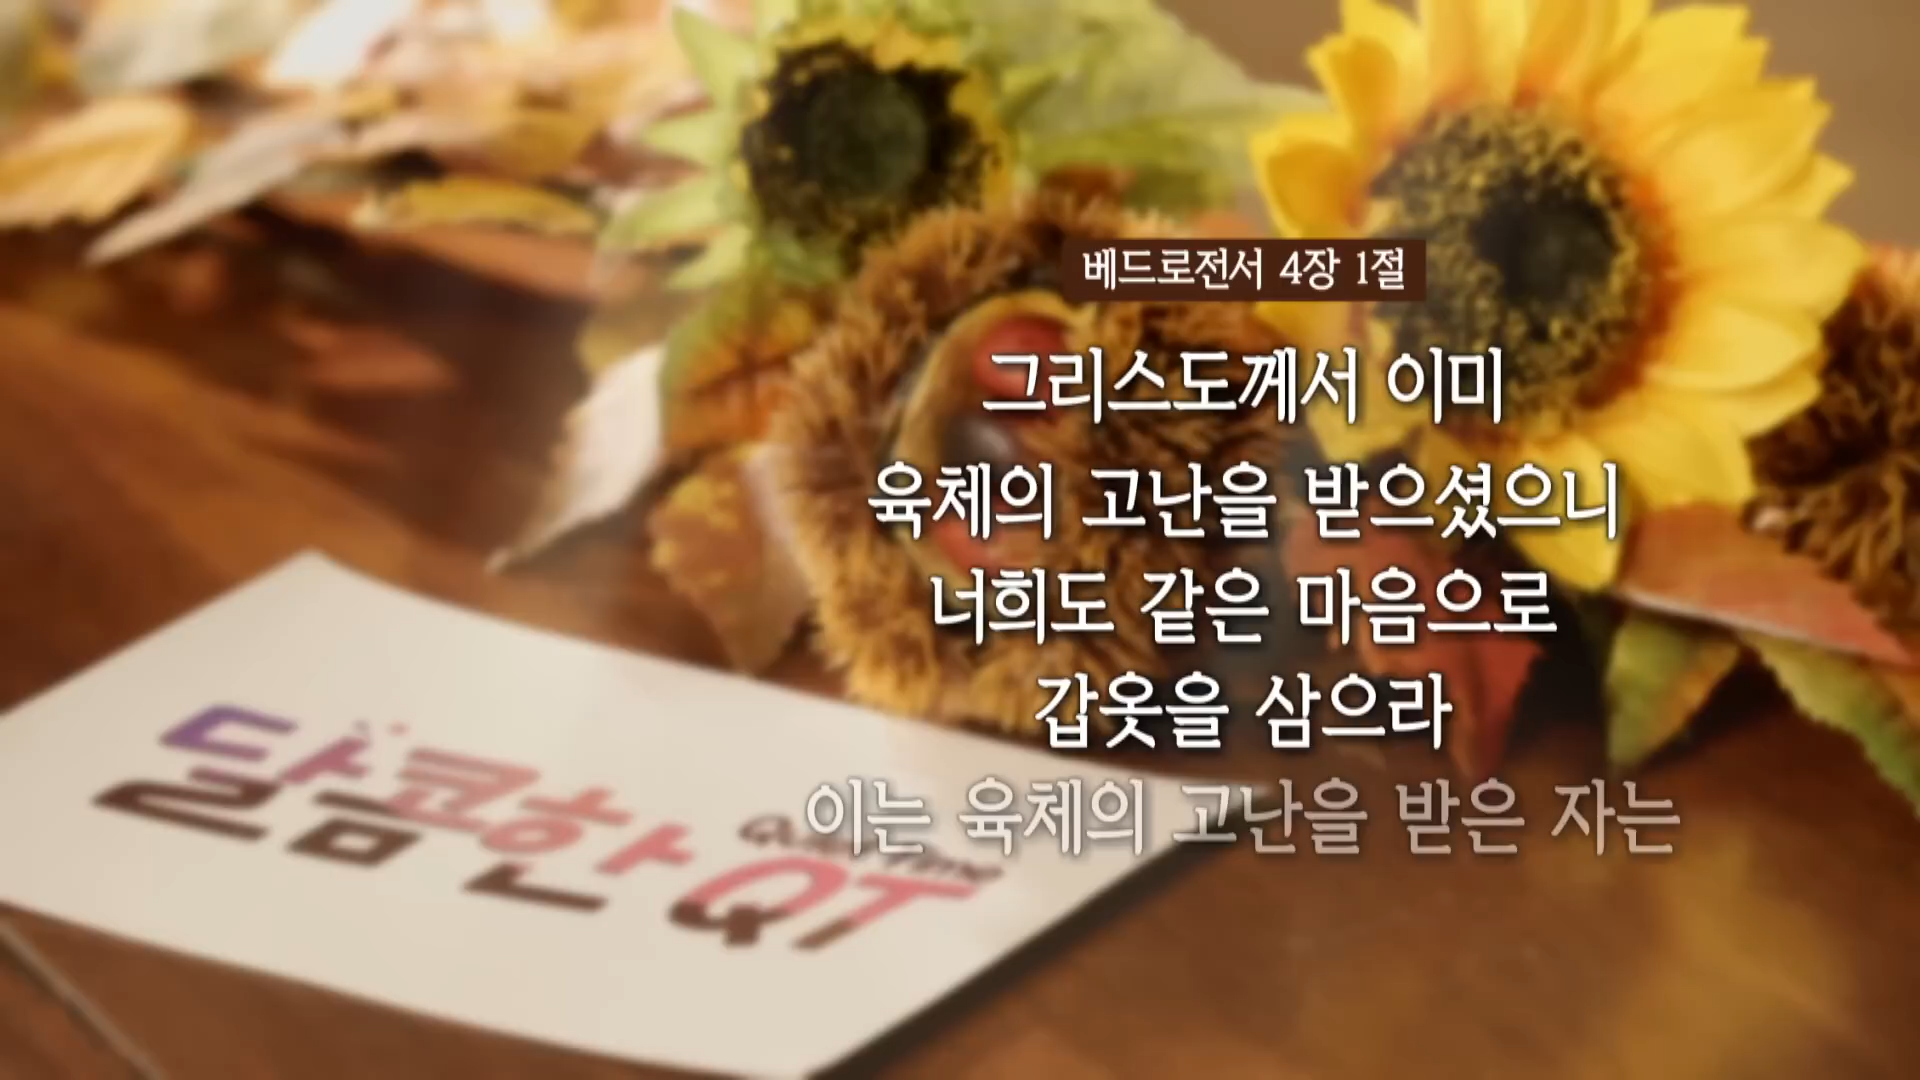 베드로전서 4장 1절
그리스도께서 이미
육체의 고난을 받으셨으니
너희도 같은 마음으로
갑옷을 삼으라
이는 육체의 고난을 받은 자는
달콤한 QT
Quiet Time